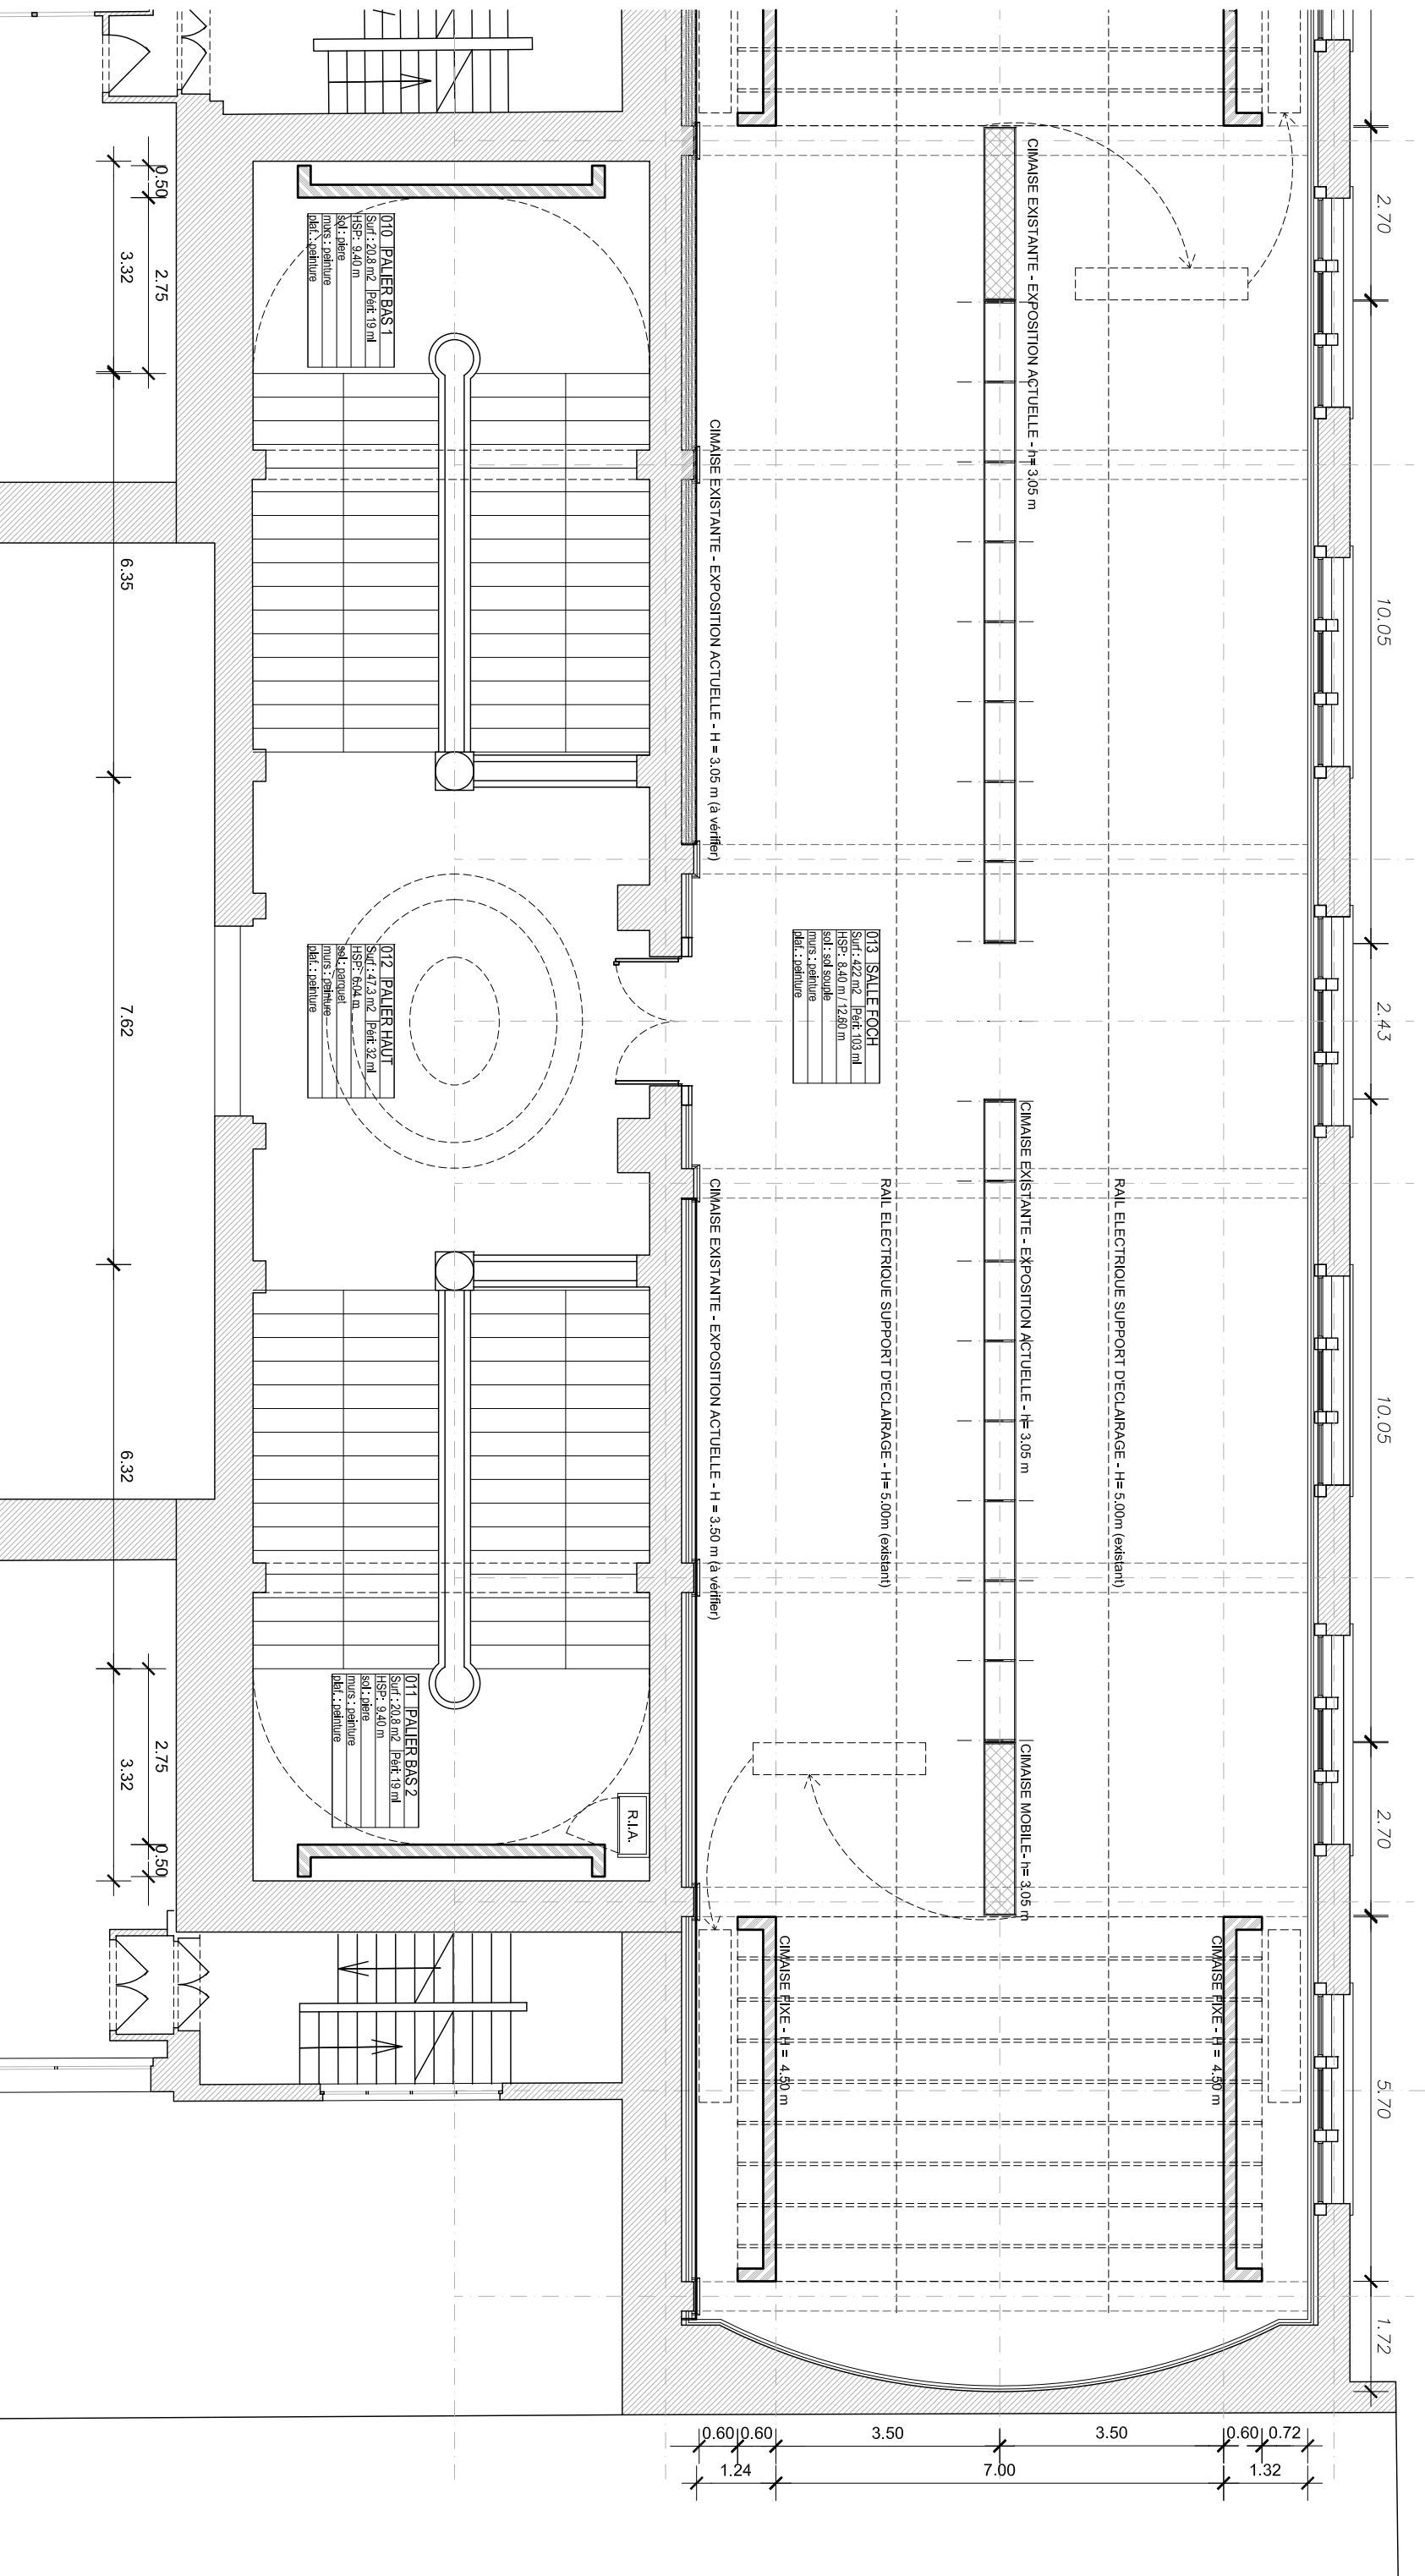 0.50
2.75
3.32
6.35
7.62
6.32
2.75
3.32
0.50
010 PALIER BAS 1
Surf : 20.8 m2 Péri: 19 ml
HSP: 9.40 m
sol : piere
murs : peinture
plaf. : peinture
012 PALIER HAUT
Surf : 47.3 m2 Péri: 32 ml
HSP: 6.04 m
sol : parquet
murs : peinture
plaf. : peinture
011 PALIER BAS 2
Surf : 20.8 m2 Péri: 19 ml
HSP: 9.40 m
sol : piere
murs : peinture
plaf. : peinture
R.I.A.
CIMAISE EXISTANTE - EXPOSITION ACTUELLE - H = 3.05 m (à vérifier)
CIMAISE EXISTANTE - EXPOSITION ACTUELLE - H = 3.50 m (à vérifier)
013 SALLE FOCH
Surf : 422 m2 Péri: 103 ml
HSP: 8.40 m / 12.60 m
sol : sol souple
murs : peinture
plaf. : peinture
RAIL ELECTRIQUE SUPPORT D'ECLAIRAGE - H= 5.00m (existant)
CIMAISE EXISTANTE - EXPOSITION ACTUELLE - h= 3.05 m
CIMAISE EXISTANTE - EXPOSITION ACTUELLE - h= 3.05 m
CIMAISE MOBILE- h= 3.05 m
RAIL ELECTRIQUE SUPPORT D'ECLAIRAGE - H= 5.00m (existant)
CIMAISE FIXE - H = 4.50 m
CIMAISE FIXE - H = 4.50 m
2.70
10.05
2.43
10.05
2.70
5.70
1.72
0.60 0.60 3.50 3.50 0.60 0.72
1.24 7.00 1.32